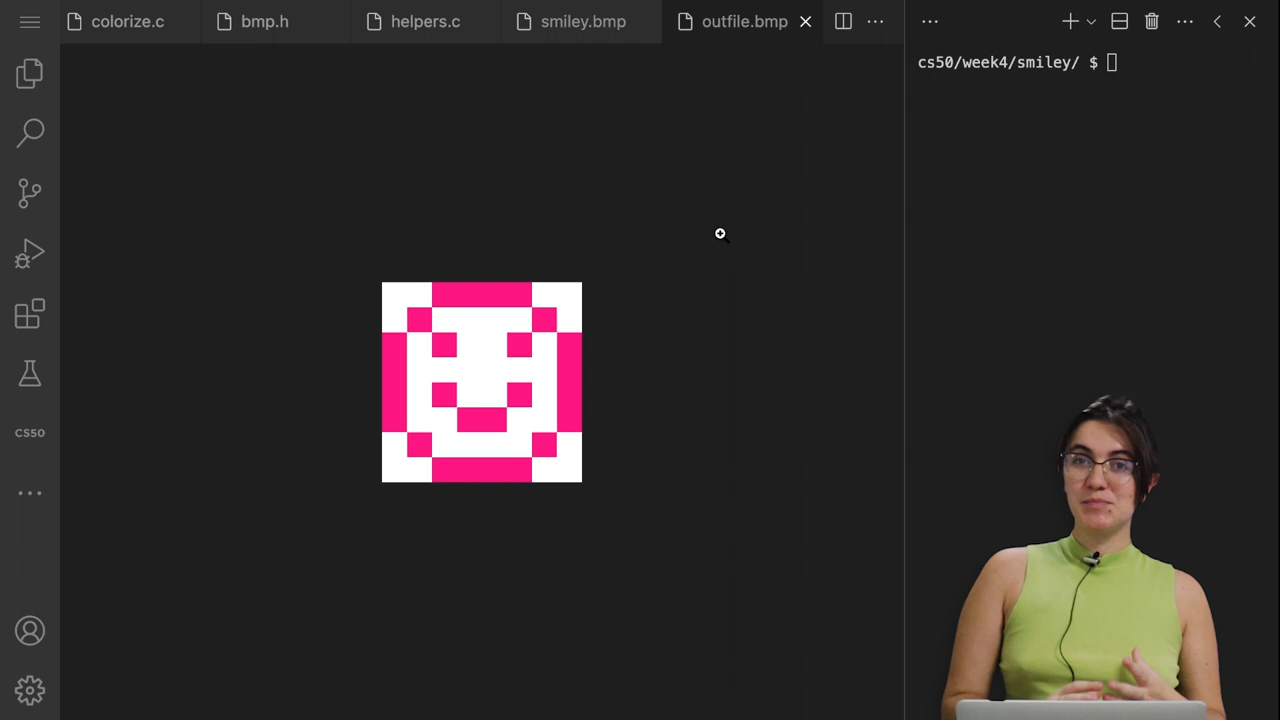 colorize.c
bmp.h
helpers.c
smiley.bmp
outfile.bmp
cs50/week4/smiley/ $
CS50